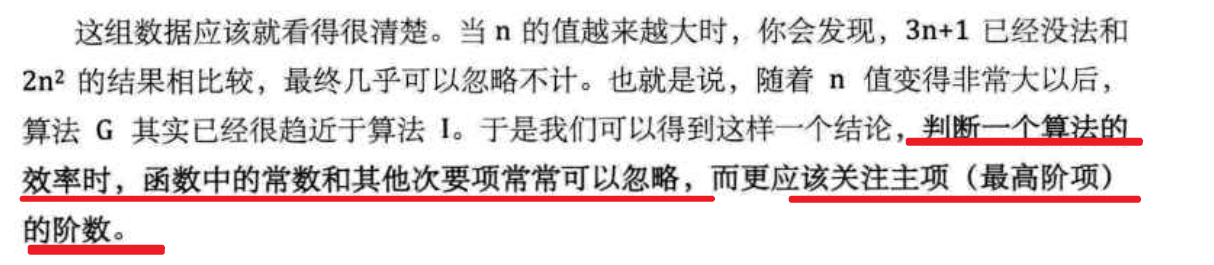 这组数据应该就看得很清楚。当 n 的值越来越大时，你会发现，3n+1 已经没法和
2n² 的结果相比较，最终几乎可以忽略不计。也就是说，随着 n 值变得非常大以后，
算法 G 其实已经很趋近于算法 I。于是我们可以得到这样一个结论，判断一个算法的
效率时，函数中的常数和其他次要项常常可以忽略，而更应该关注主项（最高阶项）
的阶数。